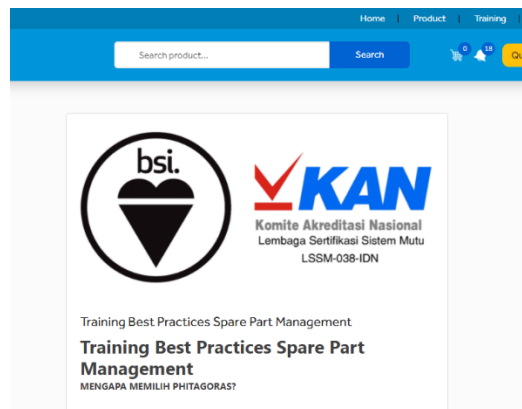 Home | Product | Training |
Search product... Search 0 18
bsi.
KAN
Komite Akreditasi Nasional
Lembaga Sertifikasi Sistem Mutu
LSSM-038-IDN
Training Best Practices Spare Part Management
Training Best Practices Spare Part
Management
MENGAPA MEMILIH PHITAGORAS?